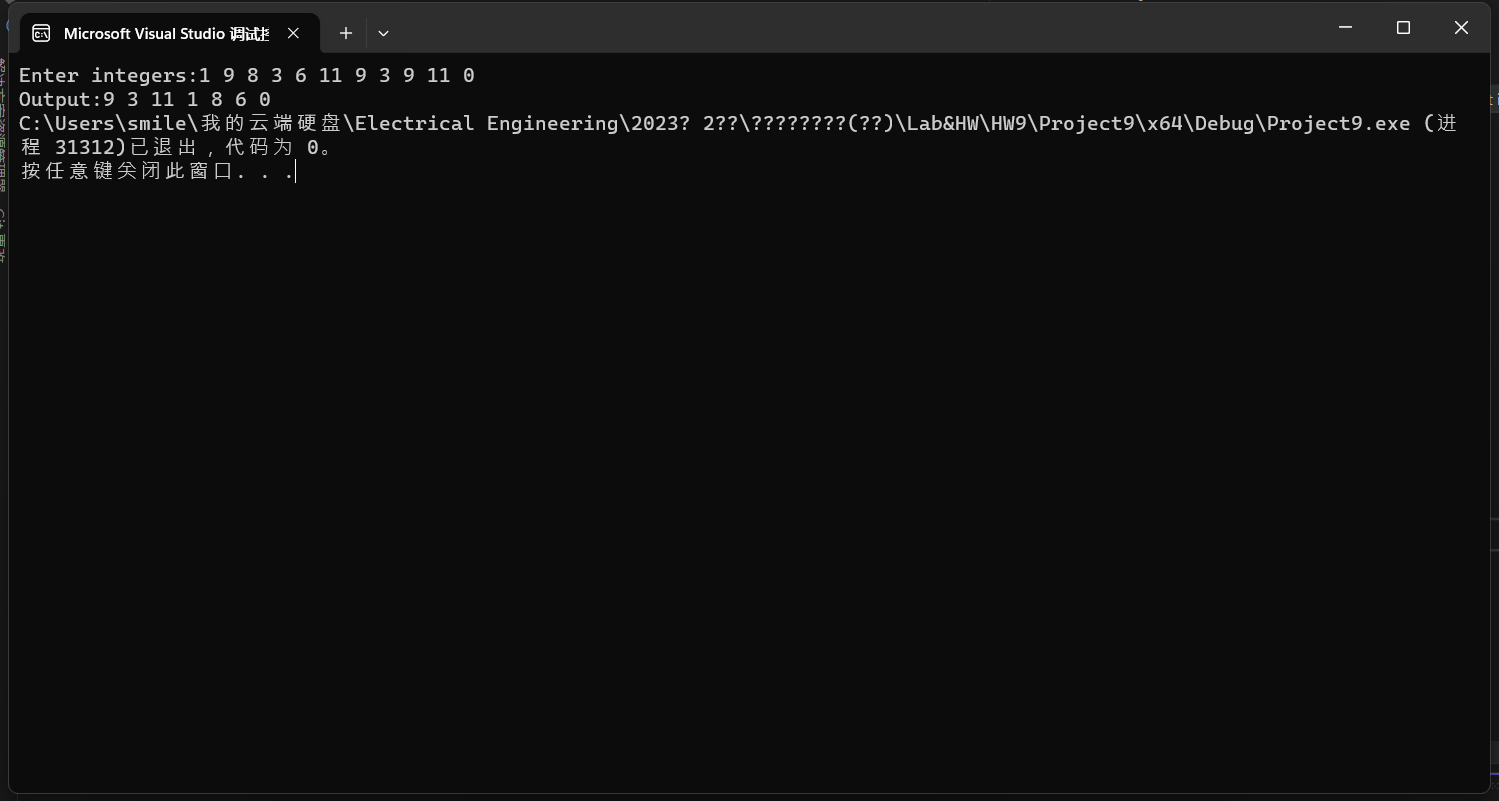 Microsoft Visual Studio 调试
Enter integers:1 9 8 3 6 11 9 3 9 11 0
Output:9 3 11 1 8 6 0
C:\Users\smile\我的云端硬盘\Electrical Engineering\2023? 2??\????????(??)\Lab&HW\HW9\Project9\x64\Debug\Project9.exe (进
程 31312)已退出，代码为 0。
按任意键关闭此窗口. . .